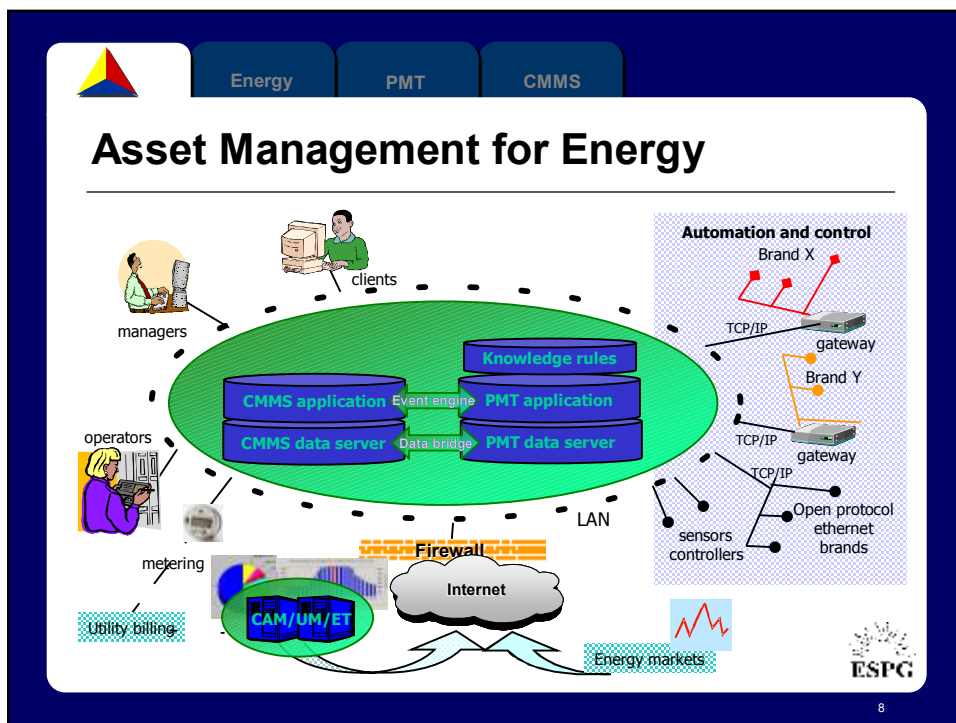 Energy
PMT
CMMS
Asset Management for Energy
Automation and control
Brand X
clients
managers
TCP/IP
gateway
Knowledge rules
CMMS application
Event engine
PMT application
Brand Y
operators
CMMS data server
Data bridge
PMT data server
TCP/IP
gateway
TCP/IP
LAN
Open protocol
ethernet
brands
sensors
controllers
Firewall
metering
Internet
CAM/UM/ET
Utility billing
Energy markets
ESPG
8